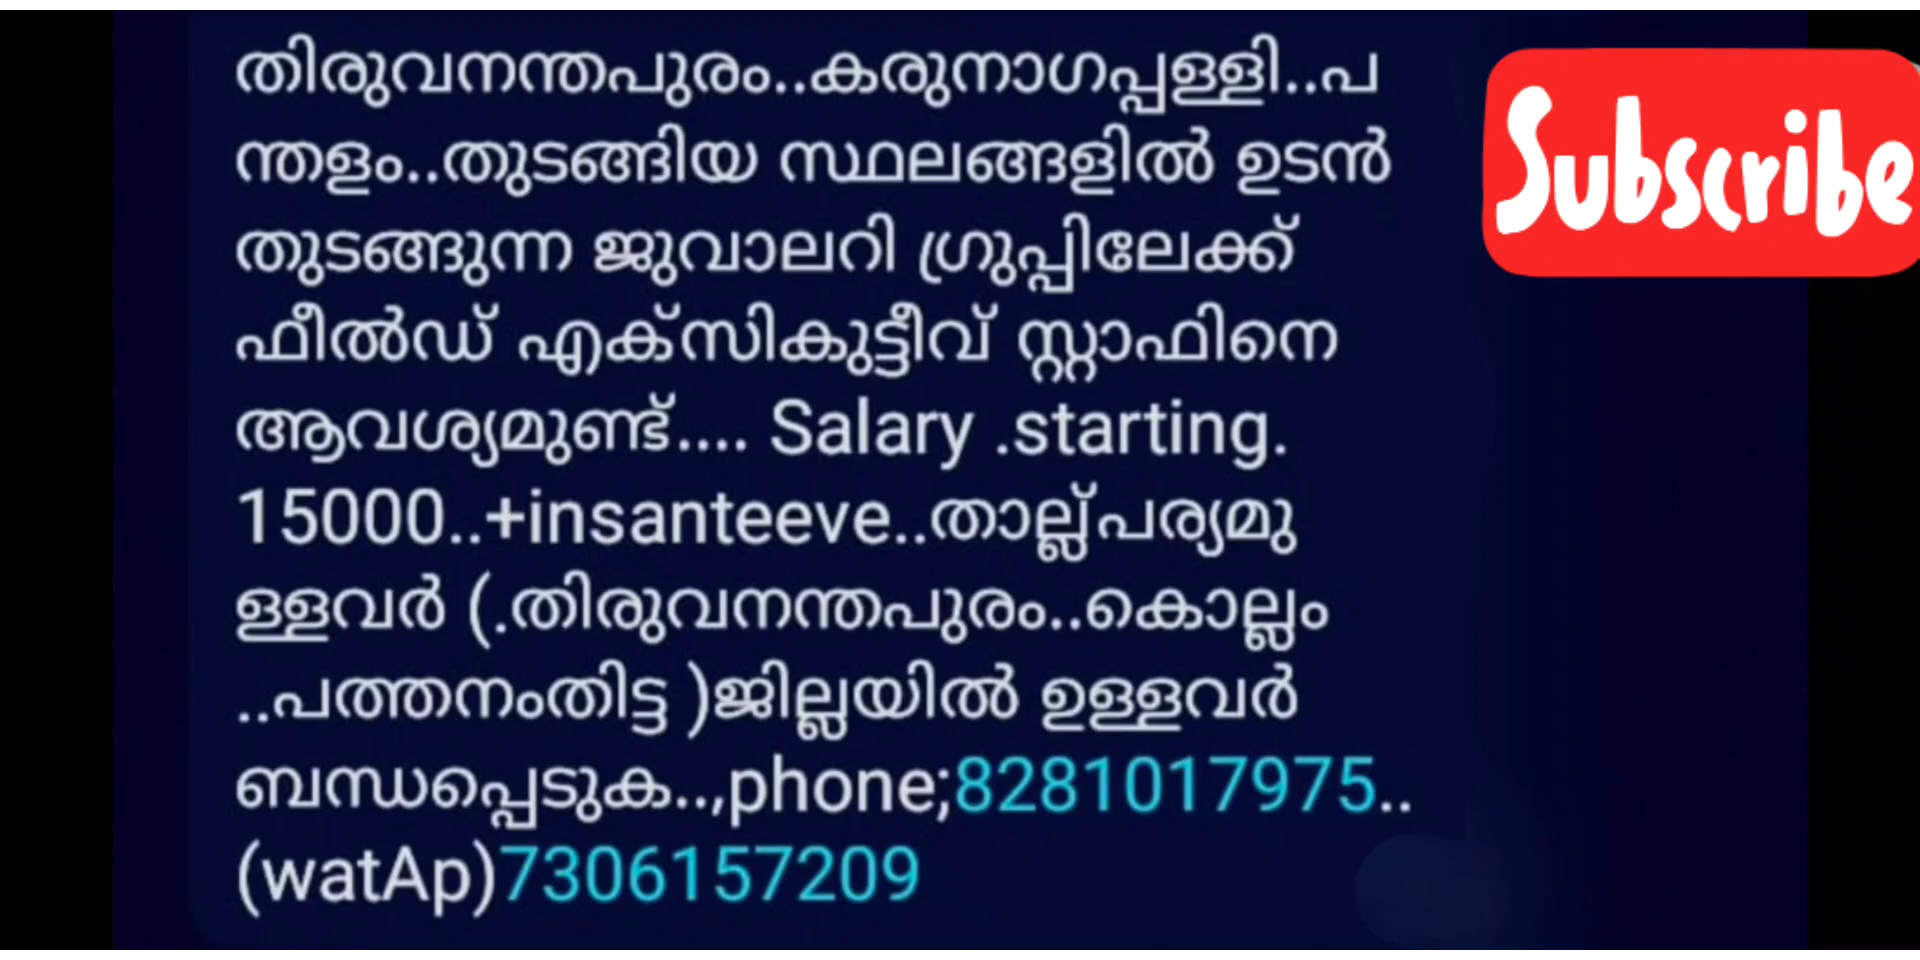 തിരുവനന്തപുരം..കരുനാഗപ്പള്ളി..പ
ന്തളം..തുടങ്ങിയ സ്ഥലങ്ങളിൽ ഉടൻ
തുടങ്ങുന്ന ജുവാലറി ഗ്രുപ്പിലേക്ക്
ഫീൽഡ് എക്സികുട്ടീവ് സ്റ്റാഫിനെ
ആവശ്യമുണ്ട്.... Salary .starting.
15000..+insanteeve..താല്ല്പര്യമു
ള്ളവർ (.തിരുവനന്തപുരം..കൊല്ലം
..പത്തനംതിട്ട )ജില്ലയിൽ ഉള്ളവർ
ബന്ധപ്പെടുക..,phone;8281017975..
(watAp)7306157209
Subscribe